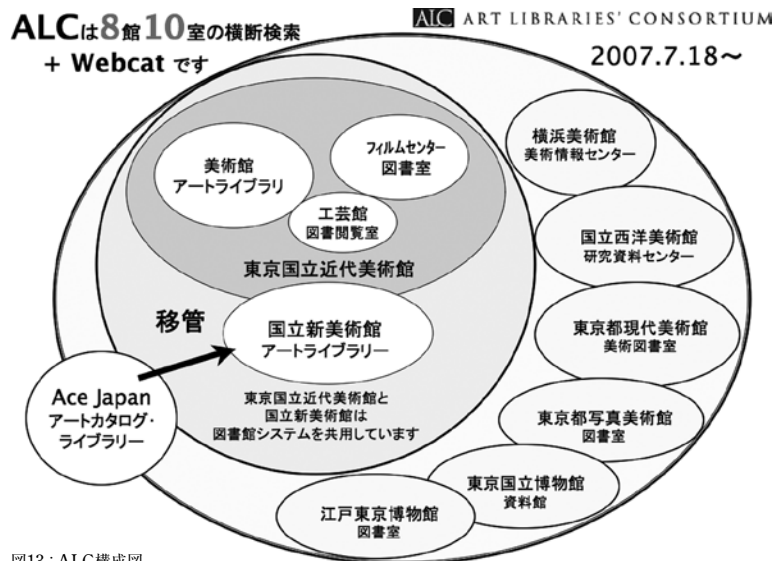 ALCは8館10室の横断検索
+ Webcat です
ALC ART LIBRARIES' CONSORTIUM
2007.7.18～
美術館
アートライブラリ
フィルムセンター
図書室
工芸館
図書閲覧室
東京国立近代美術館
移管
国立新美術館
アートライブラリー
東京国立近代美術館と
国立新美術館は
図書館システムを共用しています
Ace Japan
アートカタログ・
ライブラリー
横浜美術館
美術情報センター
国立西洋美術館
研究資料センター
東京都現代美術館
美術図書室
東京都写真美術館
図書室
東京国立博物館
資料館
江戸東京博物館
図書室
図13：ALC構成図